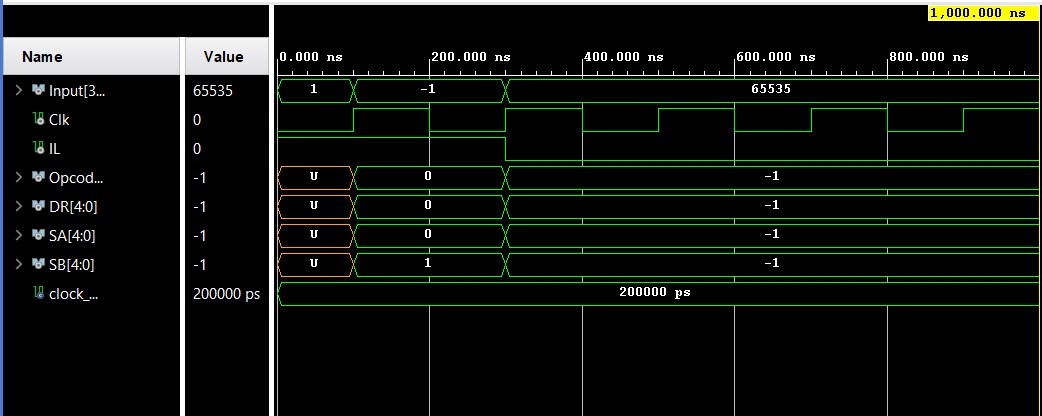 1,000.000 ns
Name Value 0.000 ns 200.000 ns 400.000 ns 600.000 ns 800.000 ns
Input[3... 65535 1 -1 65535
Clk 0
IL 0
Opcod... -1 U 0 -1
DR[4:0] -1 U 0 -1
SA[4:0] -1 U 0 -1
SB[4:0] -1 U 1 -1
clock_... 200000 ps 200000 ps